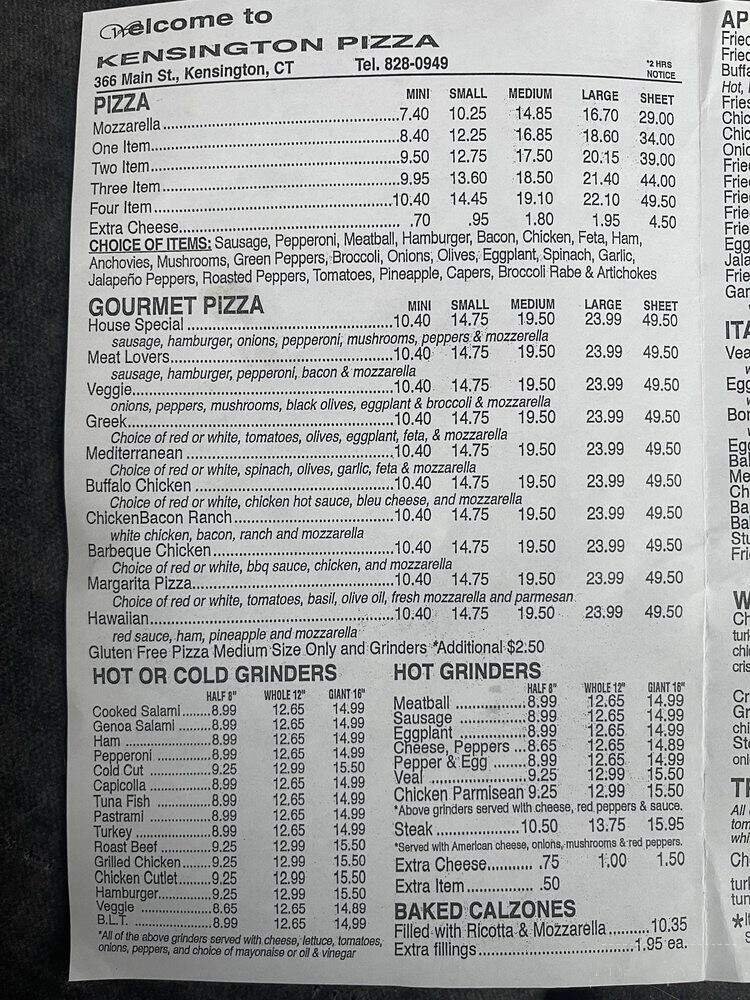 Welcome to
KENSINGTON PIZZA
366 Main St., Kensington, CT Tel. 828-0949
*2 HRS
NOTICE
PIZZA MINI SMALL MEDIUM LARGE SHEET
Mozzarella 7.40 10.25 14.85 16.70 29.00
One Item 8.40 12.25 16.85 18.60 34.00
Two Item 9.50 12.75 17.50 20.15 39.00
Three Item 9.95 13.60 18.50 21.40 44.00
Four Item 10.40 14.45 19.10 22.10 49.50
Extra Cheese .70 .95 1.80 1.95 4.50
CHOICE OF ITEMS: Sausage, Pepperoni, Meatball, Hamburger, Bacon, Chicken, Feta, Ham,
Anchovies, Mushrooms, Green Peppers, Broccoli, Onions, Olives, Eggplant, Spinach, Garlic,
Jalapeño Peppers, Roasted Peppers, Tomatoes, Pineapple, Capers, Broccoli Rabe & Artichokes
GOURMET PIZZA MINI SMALL MEDIUM LARGE SHEET
House Special 10.40 14.75 19.50 23.99 49.50
sausage, hamburger, onions, pepperoni, mushrooms, peppers & mozzerella
Meat Lovers 10.40 14.75 19.50 23.99 49.50
sausage, hamburger, pepperoni, bacon & mozzarella
Veggie 10.40 14.75 19.50 23.99 49.50
onions, peppers, mushrooms, black olives, eggplant & broccoli & mozzarella
Greek 10.40 14.75 19.50 23.99 49.50
Choice of red or white, tomatoes, olives, eggplant, feta, & mozzarella
Mediterranean 10.40 14.75 19.50 23.99 49.50
Choice of red or white, spinach, olives, garlic, feta & mozzarella
Buffalo Chicken 10.40 14.75 19.50 23.99 49.50
Choice of red or white, chicken hot sauce, bleu cheese, and mozzarella
ChickenBacon Ranch 10.40 14.75 19.50 23.99 49.50
white chicken, bacon, ranch and mozzarella
Barbeque Chicken 10.40 14.75 19.50 23.99 49.50
Choice of red or white, bbq sauce, chicken, and mozzarella
Margarita Pizza 10.40 14.75 19.50 23.99 49.50
Choice of red or white, tomatoes, basil, olive oil, fresh mozzarella and parmesan
Hawaiian 10.40 14.75 19.50 23.99 49.50
red sauce, ham, pineapple and mozzarella
Gluten Free Pizza Medium Size Only and Grinders *Additional $2.50
HOT OR COLD GRINDERS
HALF 8" WHOLE 12" GIANT 16"
Cooked Salami 8.99 12.65 14.99
Genoa Salami 8.99 12.65 14.99
Ham 8.99 12.65 14.99
Pepperoni 8.99 12.65 14.99
Cold Cut 9.25 12.99 15.50
Capicolla 8.99 12.65 14.99
Tuna Fish 8.99 12.65 14.99
Pastrami 8.99 12.65 14.99
Turkey 8.99 12.65 14.99
Roast Beef 9.25 12.99 15.50
Grilled Chicken 9.25 12.99 15.50
Chicken Cutlet 9.25 12.99 15.50
Hamburger 9.25 12.99 15.50
Veggie 8.65 12.65 14.89
B.L.T. 8.99 12.65 14.99
*All of the above grinders served with cheese, lettuce, tomatoes,
onions, peppers, and choice of mayonaise or oil & vinegar
HOT GRINDERS
HALF 8" WHOLE 12" GIANT 16"
Meatball 8.99 12.65 14.99
Sausage 8.99 12.65 14.99
Eggplant 8.99 12.65 14.99
Cheese, Peppers 8.65 12.65 14.89
Pepper & Egg 8.99 12.65 14.99
Veal 9.25 12.99 15.50
Chicken Parmisean 9.25 12.99 15.50
*Above grinders served with cheese, red peppers & sauce.
Steak 10.50 13.75 15.95
*Served with American cheese, onions, mushrooms & red peppers.
Extra Cheese .75 1.00 1.50
Extra Item .50
BAKED CALZONES
Filled with Ricotta & Mozzarella 10.35
Extra fillings 1.95 ea.